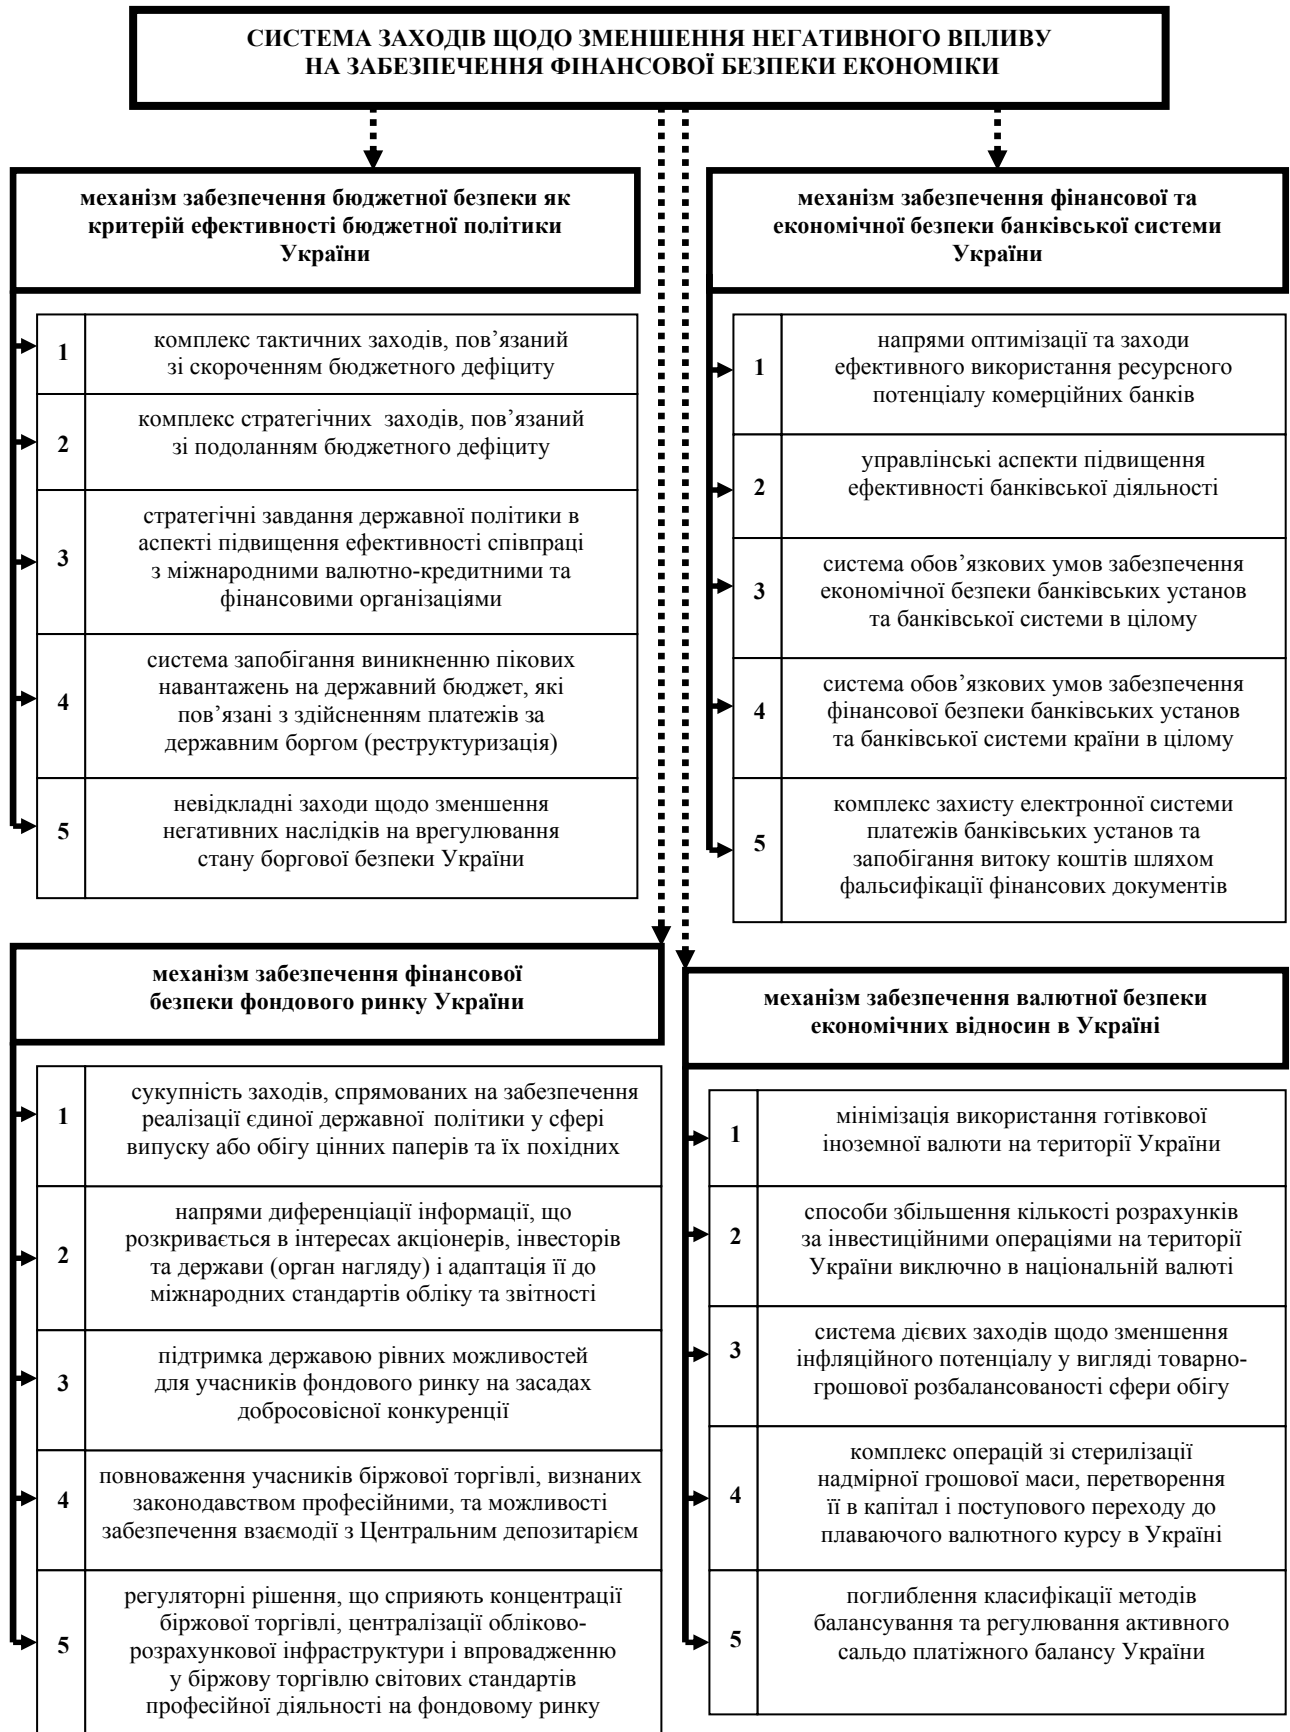 СИСТЕМА ЗАХОДІВ ЩОДО ЗМЕНШЕННЯ НЕГАТИВНОГО ВПЛИВУ
НА ЗАБЕЗПЕЧЕННЯ ФІНАНСОВОЇ БЕЗПЕКИ ЕКОНОМІКИ
механізм забезпечення бюджетної безпеки як
критерій ефективності бюджетної політики
України
1
комплекс тактичних заходів, пов’язаний
зі скороченням бюджетного дефіциту
2
комплекс стратегічних заходів, пов’язаний
зі подоланням бюджетного дефіциту
3
стратегічні завдання державної політики в
аспекті підвищення ефективності співпраці
з міжнародними валютно-кредитними та
фінансовими організаціями
4
система запобігання виникненню пікових
навантажень на державний бюджет, які
пов’язані з здійсненням платежів за
державним боргом (реструктуризація)
5
невідкладні заходи щодо зменшення
негативних наслідків на врегулювання
стану боргової безпеки України
механізм забезпечення фінансової та
економічної безпеки банківської системи
України
1
напрями оптимізації та заходи
ефективного використання ресурсного
потенціалу комерційних банків
2
управлінські аспекти підвищення
ефективності банківської діяльності
3
система обов’язкових умов забезпечення
економічної безпеки банківських установ
та банківської системи в цілому
4
система обов’язкових умов забезпечення
фінансової безпеки банківських установ
та банківської системи країни в цілому
5
комплекс захисту електронної системи
платежів банківських установ та
запобігання витоку коштів шляхом
фальсифікації фінансових документів
механізм забезпечення фінансової
безпеки фондового ринку України
1
сукупність заходів, спрямованих на забезпечення
реалізації єдиної державної політики у сфері
випуску або обігу цінних паперів та їх похідних
2
напрями диференціації інформації, що
розкривається в інтересах акціонерів, інвесторів
та держави (орган нагляду) і адаптація її до
міжнародних стандартів обліку та звітності
3
підтримка державою рівних можливостей
для учасників фондового ринку на засадах
добросовісної конкуренції
4
повноваження учасників біржової торгівлі, визнаних
законодавством професійними, та можливості
забезпечення взаємодії з Центральним депозитарієм
5
регуляторні рішення, що сприяють концентрації
біржової торгівлі, централізації обліково-
розрахункової інфраструктури і впровадженню
у біржову торгівлю світових стандартів
професійної діяльності на фондовому ринку
механізм забезпечення валютної безпеки
економічних відносин в Україні
1
мінімізація використання готівкової
іноземної валюти на території України
2
способи збільшення кількості розрахунків
за інвестиційними операціями на території
України виключно в національній валюті
3
система дієвих заходів щодо зменшення
інфляційного потенціалу у вигляді товарно-
грошової розбалансованості сфери обігу
4
комплекс операцій зі стерилізації
надмірної грошової маси, перетворення
її в капітал і поступового переходу до
плаваючого валютного курсу в Україні
5
поглиблення класифікації методів
балансування та регулювання активного
сальдо платіжного балансу України